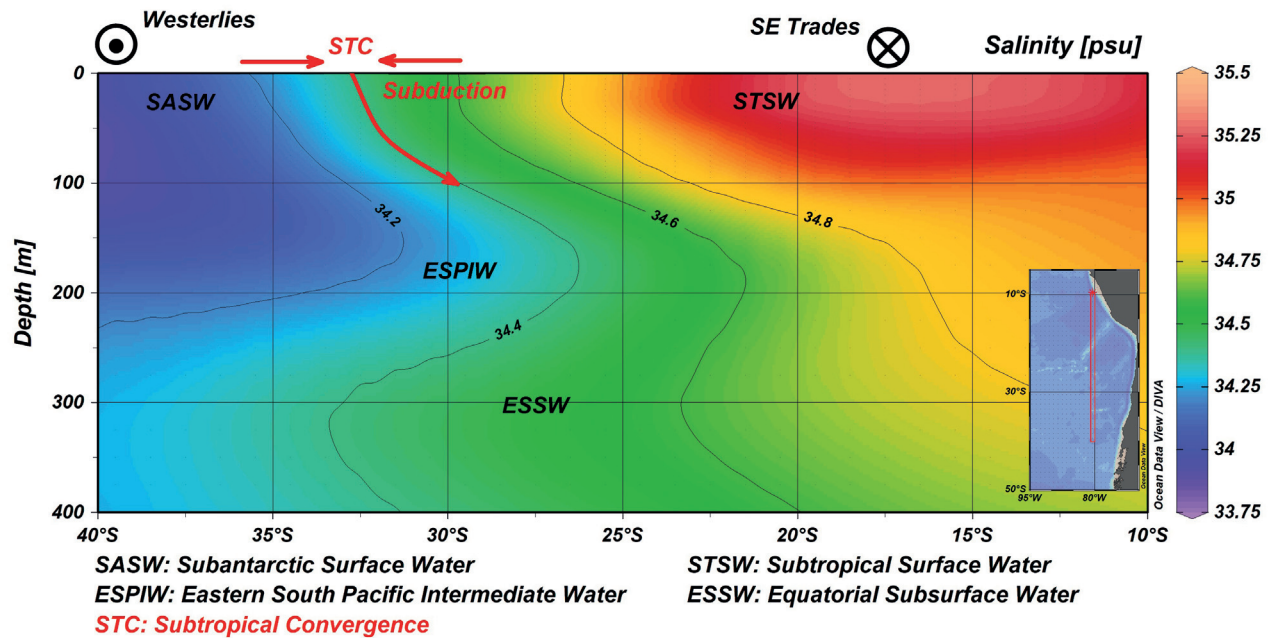 Westerlies
STC
SE Trades
Salinity [psu]
SASW
Subduction
STSW
34.2
34.6
34.8
ESPIW
34.4
ESSW
Depth [m]
0
100
200
300
400
40°S
35°S
30°S
25°S
20°S
15°S
10°S
10°S
30°S
50°S
95°W
80°W
Ocean Data View
Ocean Data View / DIVA
35.5
35.25
35
34.75
34.5
34.25
34
33.75
SASW: Subantarctic Surface Water
STSW: Subtropical Surface Water
ESPIW: Eastern South Pacific Intermediate Water
ESSW: Equatorial Subsurface Water
STC: Subtropical Convergence